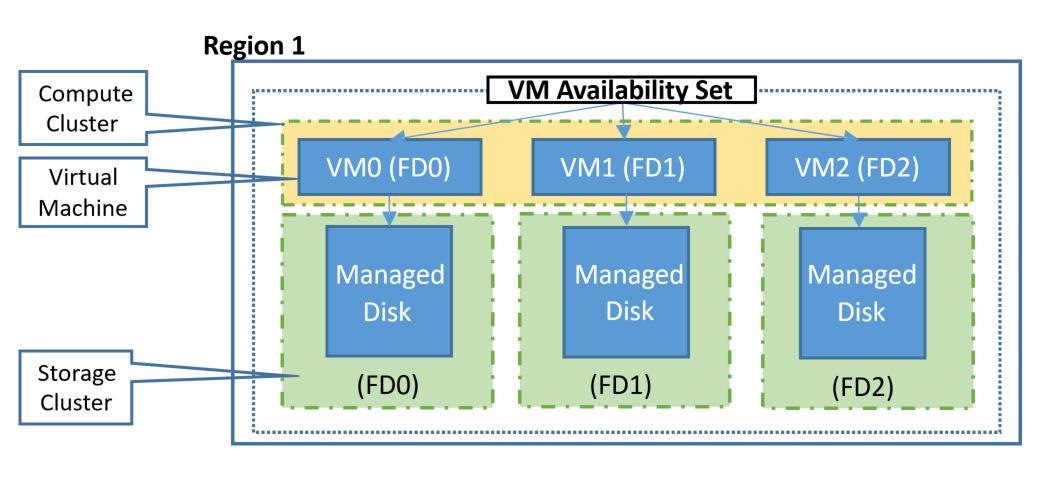 Region 1
Compute
Cluster
VM Availability Set
VM0 (FD0)
VM1 (FD1)
VM2 (FD2)
Virtual
Machine
Managed
Disk
Managed
Disk
Managed
Disk
Storage
Cluster
(FD0)
(FD1)
(FD2)